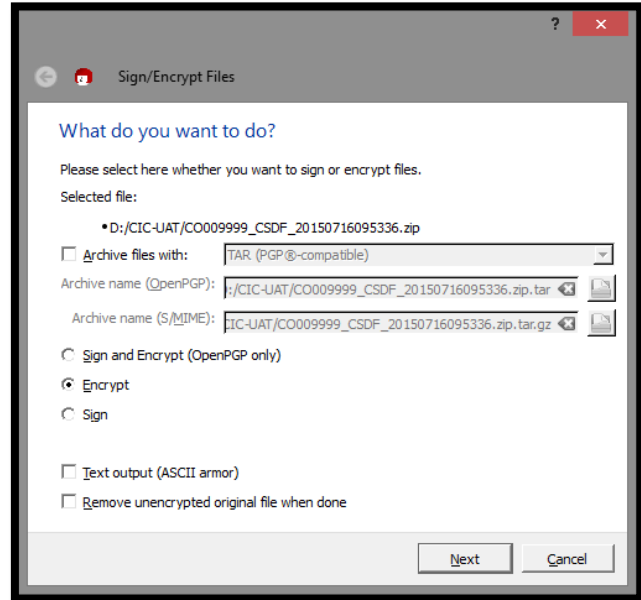 ?
Sign/Encrypt Files
What do you want to do?
Please select here whether you want to sign or encrypt files.
Selected file:
•D:/CIC-UAT/CO009999_CSDF_20150716095336.zip
Archive files with: TAR (PGP®-compatible)
Archive name (OpenPGP): ):/CIC-UAT/CO009999_CSDF_20150716095336.zip.tar
Archive name (S/MIME): CIC-UAT/CO009999_CSDF_20150716095336.zip.tar.gz
Sign and Encrypt (OpenPGP only)
Encrypt
Sign
Text output (ASCII armor)
Remove unencrypted original file when done
Next Cancel